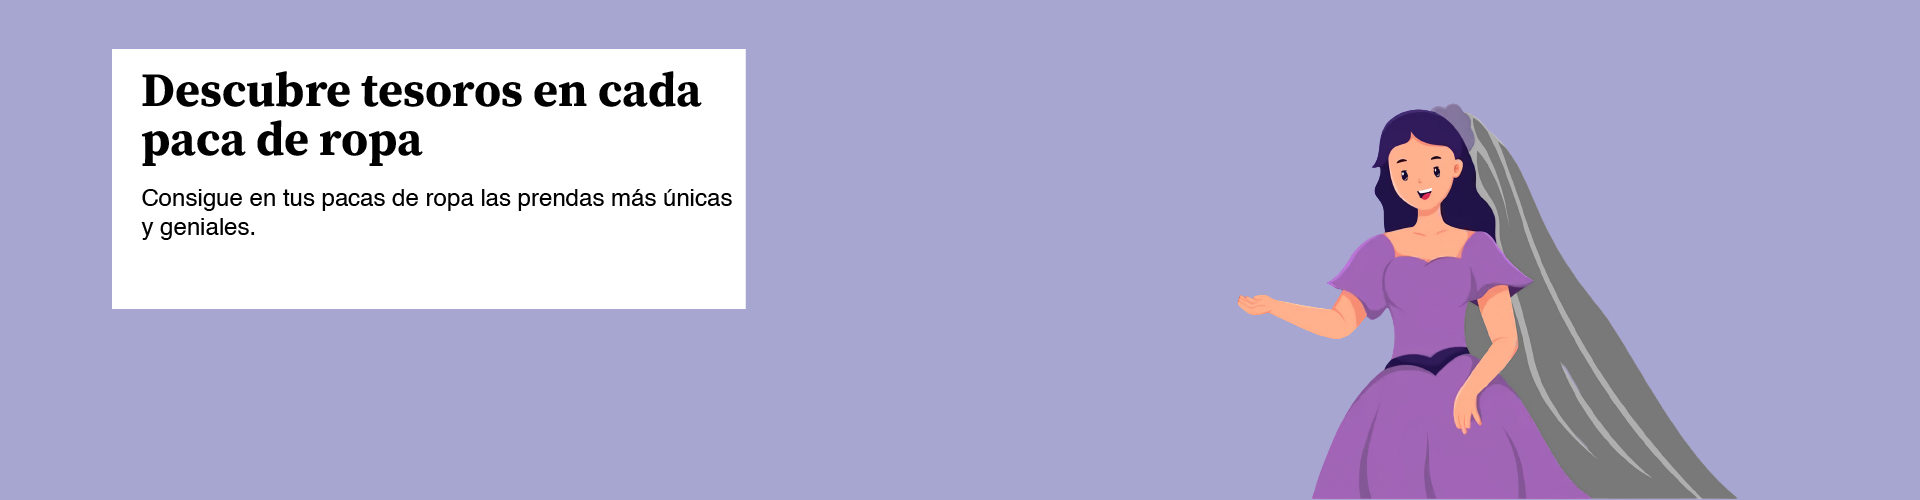 Descubre tesoros en cada
paca de ropa
Consigue en tus pacas de ropa las prendas más únicas
y geniales.